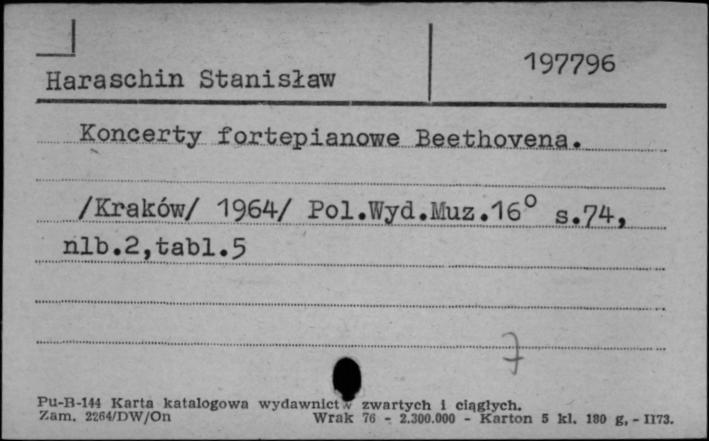 197796
Haraschin Stanisław
Koncerty fortepianowe Beethovena.
/Kraków/ 1964/ Pol.Wyd.Muz.16° s.74,
nlb.2,tabl.5
7
Pu-B-144 Karta katalogowa wydawnictw zwartych i ciągłych.
Zam. 2264/DW/On Wrak 76 - 2.300.000 - Karton 5 kl. 180 g, - II73.